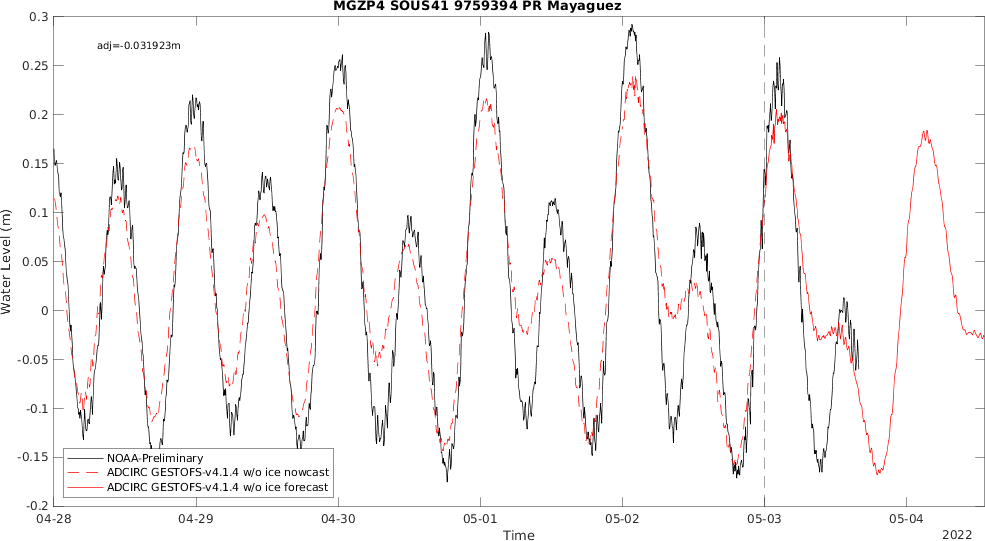 MGZP4 SOUS41 9759394 PR Mayaguez
adj=-0.031923m
0.3
0.25
0.2
0.15
0.1
0.05
0
-0.05
-0.1
-0.15
-0.2
Water Level (m)
NOAA-Preliminary
ADCIRC GESTOFS-v4.1.4 w/o ice nowcast
ADCIRC GESTOFS-v4.1.4 w/o ice forecast
04-28 04-29 04-30 05-01 05-02 05-03 05-04
Time
2022